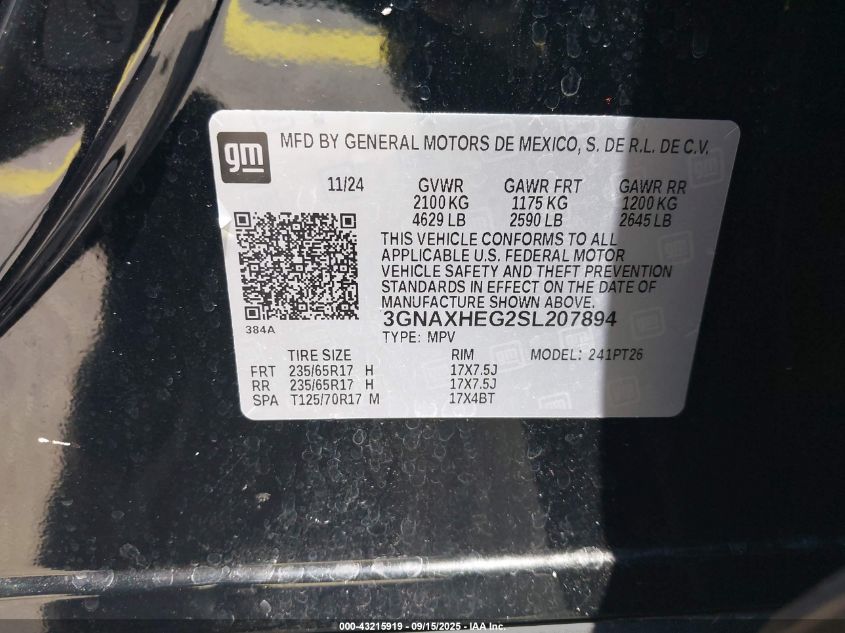 gm MFD BY GENERAL MOTORS DE MEXICO, S. DE R.L. DE C.V.
11/24 GVWR GAWR FRT GAWR RR
2100 KG 1175 KG 1200 KG
4629 LB 2590 LB 2645 LB
THIS VEHICLE CONFORMS TO ALL
APPLICABLE U.S. FEDERAL MOTOR
VEHICLE SAFETY AND THEFT PREVENTION
STANDARDS IN EFFECT ON THE DATE OF
MANUFACTURE SHOWN ABOVE.
384A
3GNAXHEG2SL207894
TYPE: MPV
TIRE SIZE RIM MODEL: 241PT26
FRT 235/65R17 H 17X7.5J
RR 235/65R17 H 17X7.5J
SPA T125/70R17 M 17X4BT
340-43215919 - 09/15/2025 - IAA Inc.